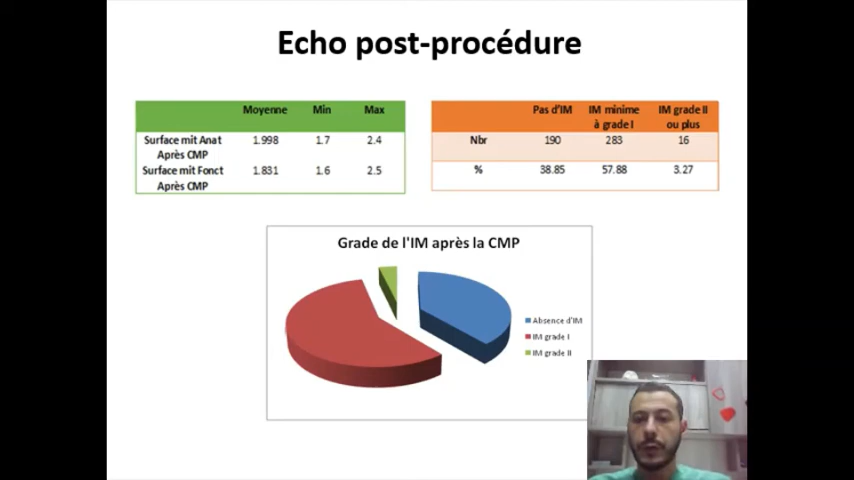 Echo post-procédure
Moyenne Min Max
Surface mit Anat 1.998 1.7 2.4
Après CMP
Surface mit Fonct 1.831 1.6 2.5
Après CMP
Pas d'IM IM minime IM grade II
à grade I ou plus
Nbr 190 283 16
% 38.85 57.88 3.27
Grade de l'IM après la CMP
Absence d'IM
IM grade I
IM grade II